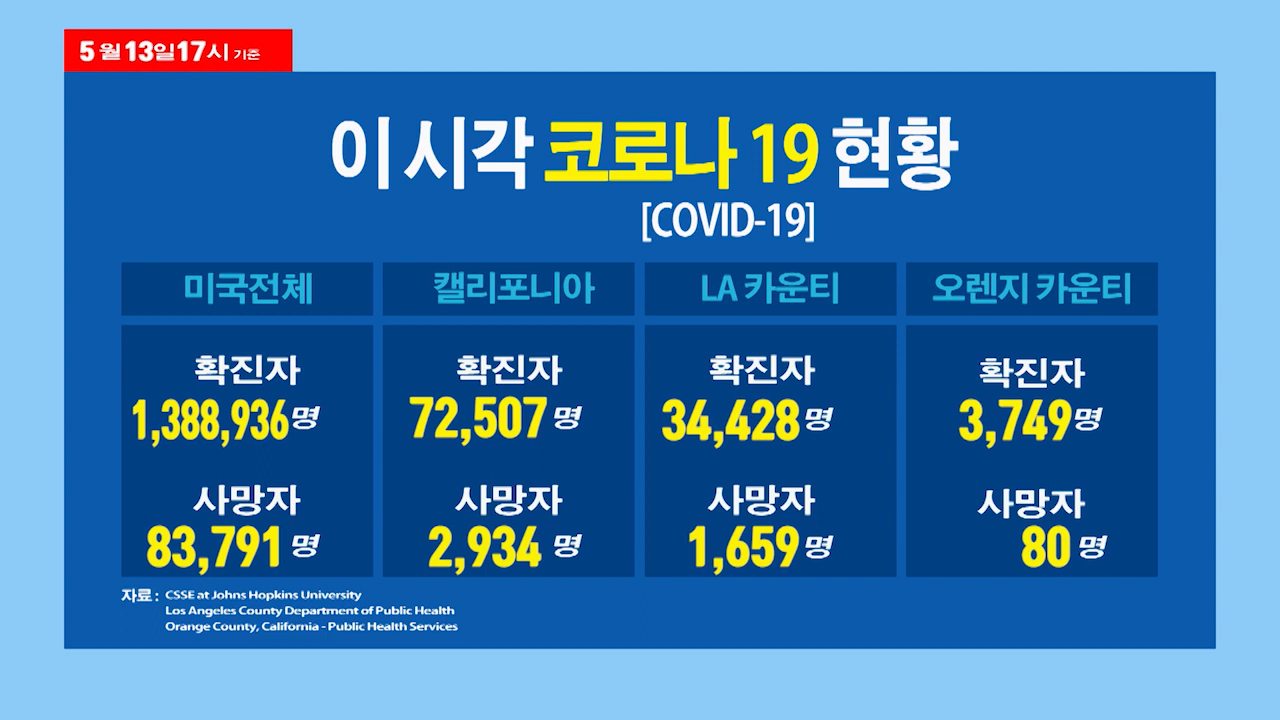 5월 13일 17시 기준
이 시각 코로나 19 현황
[COVID-19]
미국전체
확진자
1,388,936명
사망자
83,791명
캘리포니아
확진자
72,507명
사망자
2,934명
LA 카운티
확진자
34,428명
사망자
1,659명
오렌지 카운티
확진자
3,749명
사망자
80명
자료 : CSSE at Johns Hopkins University
Los Angeles County Department of Public Health
Orange County, California - Public Health Services